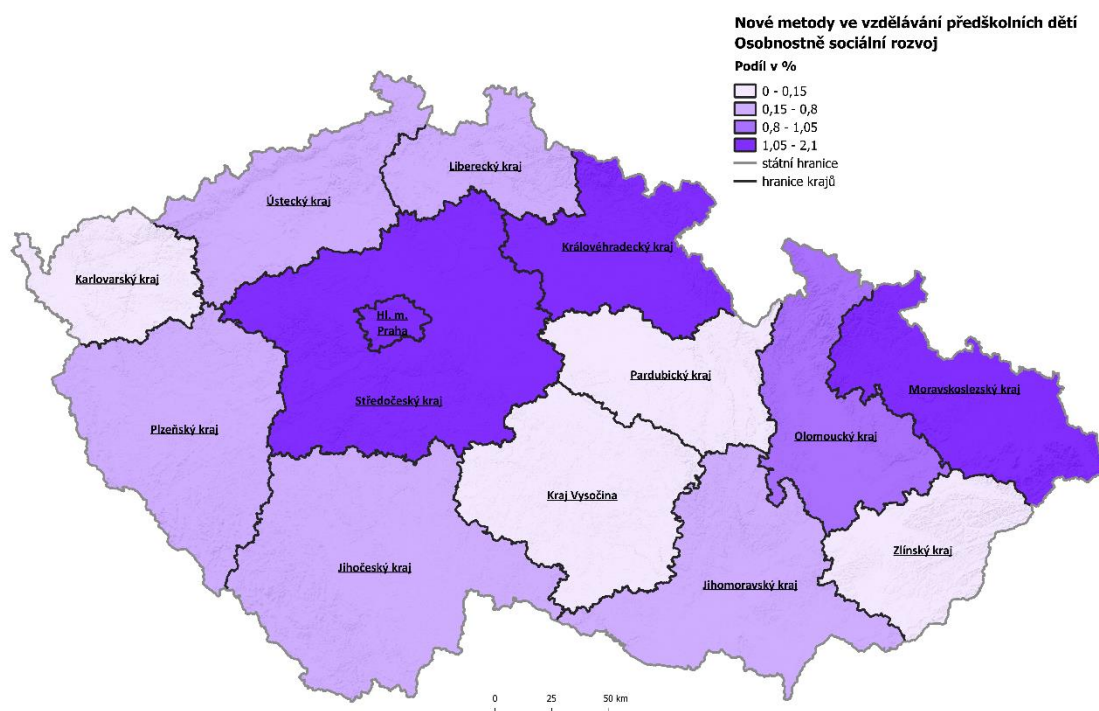 Nové metody ve vzdělávání předškolních dětí
Osobnostně sociální rozvoj
Podíl v %
0 - 0,15
0,15 - 0,8
0,8 - 1,05
1,05 - 2,1
státní hranice
hranice krajů
Liberecký kraj
Ústecký kraj
Královéhradecký kraj
Karlovarský kraj
Hl. m.
Praha
Pardubický kraj
Moravskoslezský kraj
Středočeský kraj
Plzeňský kraj
Olomoucký kraj
Kraj Vysočina
Zlínský kraj
Jihočeský kraj
Jihomoravský kraj
0 25 50 km